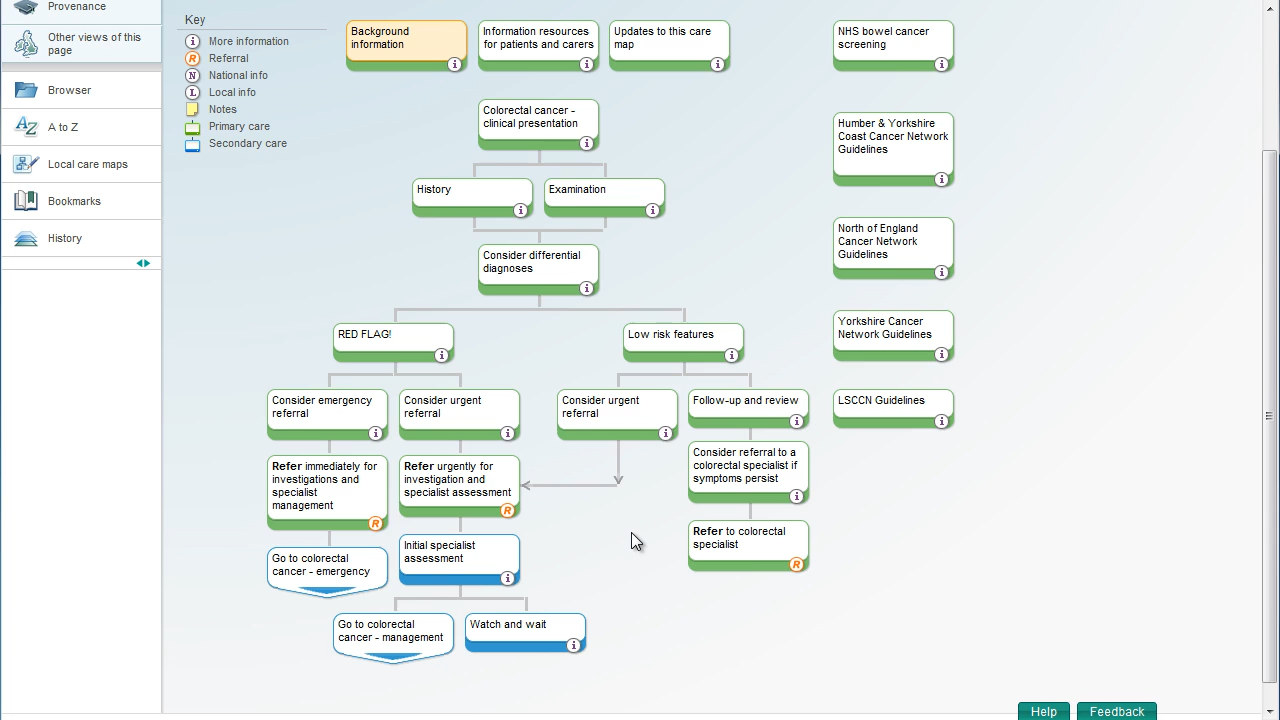 Provenance
Other views of this
page
Browser
A to Z
Local care maps
Bookmarks
History
Key
i More information
R Referral
N National info
L Local info
Notes
Primary care
Secondary care
Background
information
i
Information resources
for patients and carers
i
Updates to this care
map
i
NHS bowel cancer
screening
i
Colorectal cancer -
clinical presentation
i
Humber & Yorkshire
Coast Cancer Network
Guidelines
i
History
i
Examination
i
North of England
Cancer Network
Guidelines
i
Consider differential
diagnoses
i
Yorkshire Cancer
Network Guidelines
i
RED FLAG!
i
Low risk features
i
Consider emergency
referral
i
Consider urgent
referral
i
Consider urgent
referral
i
Follow-up and review
i
LSCCN Guidelines
i
Refer immediately for
investigations and
specialist
management
R
Refer urgently for
investigation and
specialist assessment
R
Consider referral to a
colorectal specialist if
symptoms persist
i
Refer to colorectal
specialist
R
Go to colorectal
cancer - emergency
Initial specialist
assessment
i
Go to colorectal
cancer - management
Watch and wait
i
Help
Feedback